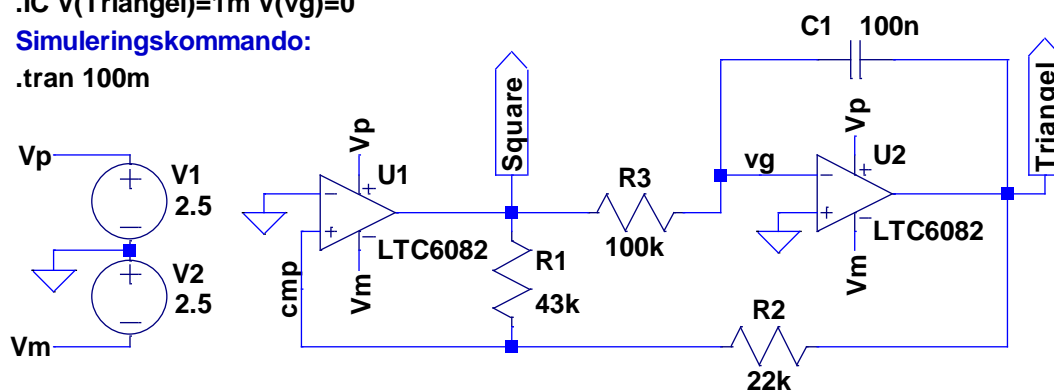 .IC V(Triangel)=1m V(vg)=0
Simuleringskommando:
.tran 100m
C1 100n
Vp
V1
2.5
V2
2.5
Vm
Vp
U1
LTC6082
Vm
cmp
Square
R1
43k
R3
100k
vg
Vp
U2
LTC6082
Vm
R2
22k
Triangel